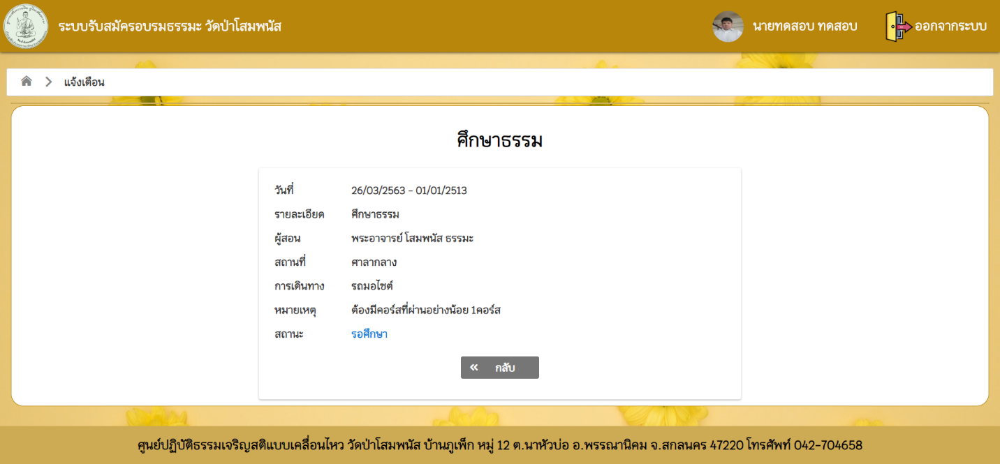 ระบบรับสมัครอบรมธรรมะ วัดป่าโสมพนัส
นายทดสอบ ทดสอบ
ออกจากระบบ
แจ้งเตือน
ศึกษาธรรม
วันที่ 26/03/2563 - 01/01/2513
รายละเอียด ศึกษาธรรม
ผู้สอน พระอาจารย์ โสมพนัส ธรรมะ
สถานที่ ศาลากลาง
การเดินทาง รถมอไซต์
หมายเหตุ ต้องมีคอร์สที่ผ่านอย่างน้อย 1คอร์ส
สถานะ รอศึกษา
กลับ
ศูนย์ปฏิบัติธรรมเจริญสติแบบเคลื่อนไหว วัดป่าโสมพนัส บ้านภูเพ็ก หมู่ 12 ต.นาหัวบ่อ อ.พรรณานิคม จ.สกลนคร 47220 โทรศัพท์ 042-704658